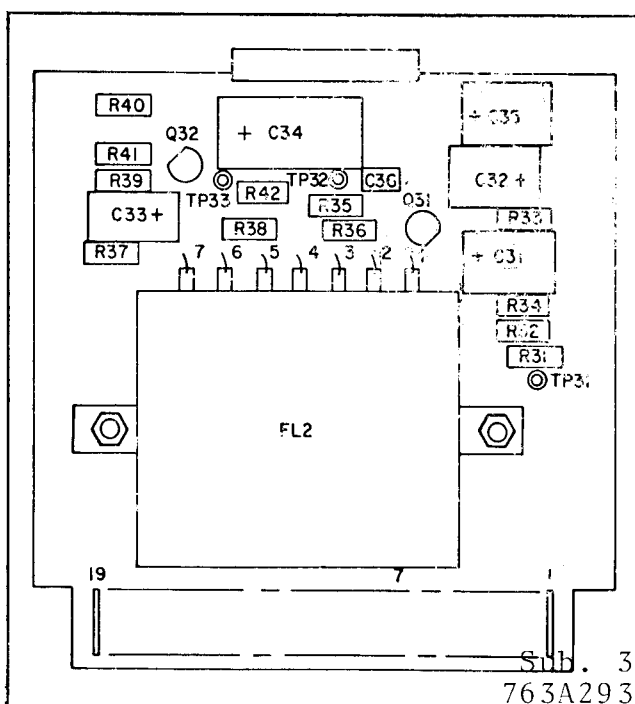 R40
C35
Q32
+ C34
R41
R39
TP33
R42
TP32
C36
C32+
Q31
C33+
R35
R33
R38
R36
R37
+ C31
7 6 5 4 3 2
R34
R32
R31
TP31
FL2
19 7 1
Sub. 3
763A293